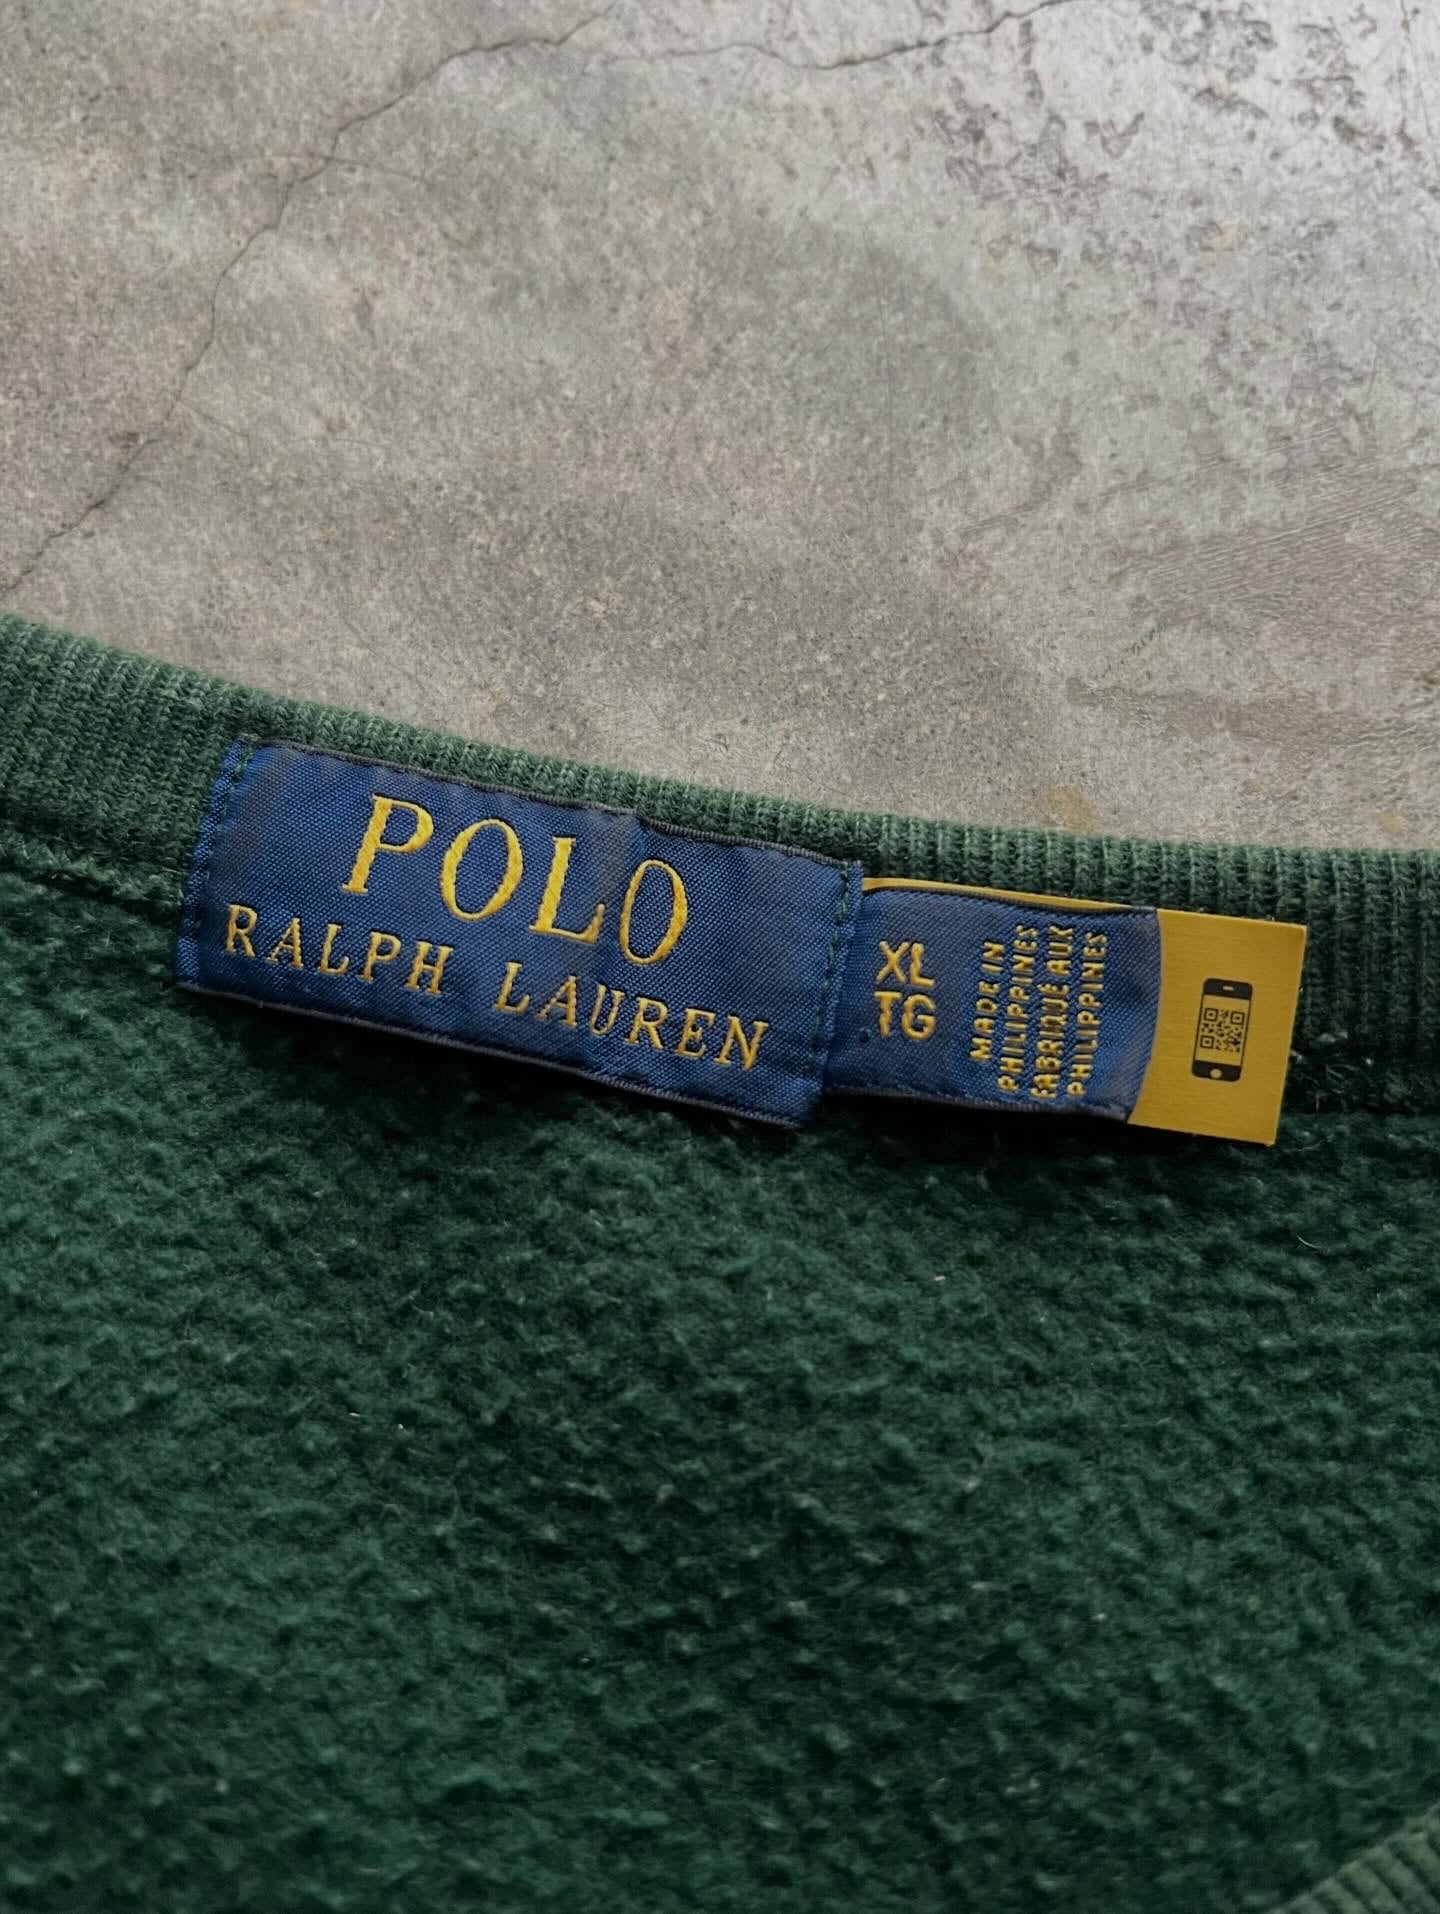 POLO
RALPH LAUREN
XL
TG
MADE IN
PHILIPPINES
FABRIQUÉ AUX
PHILIPPINES